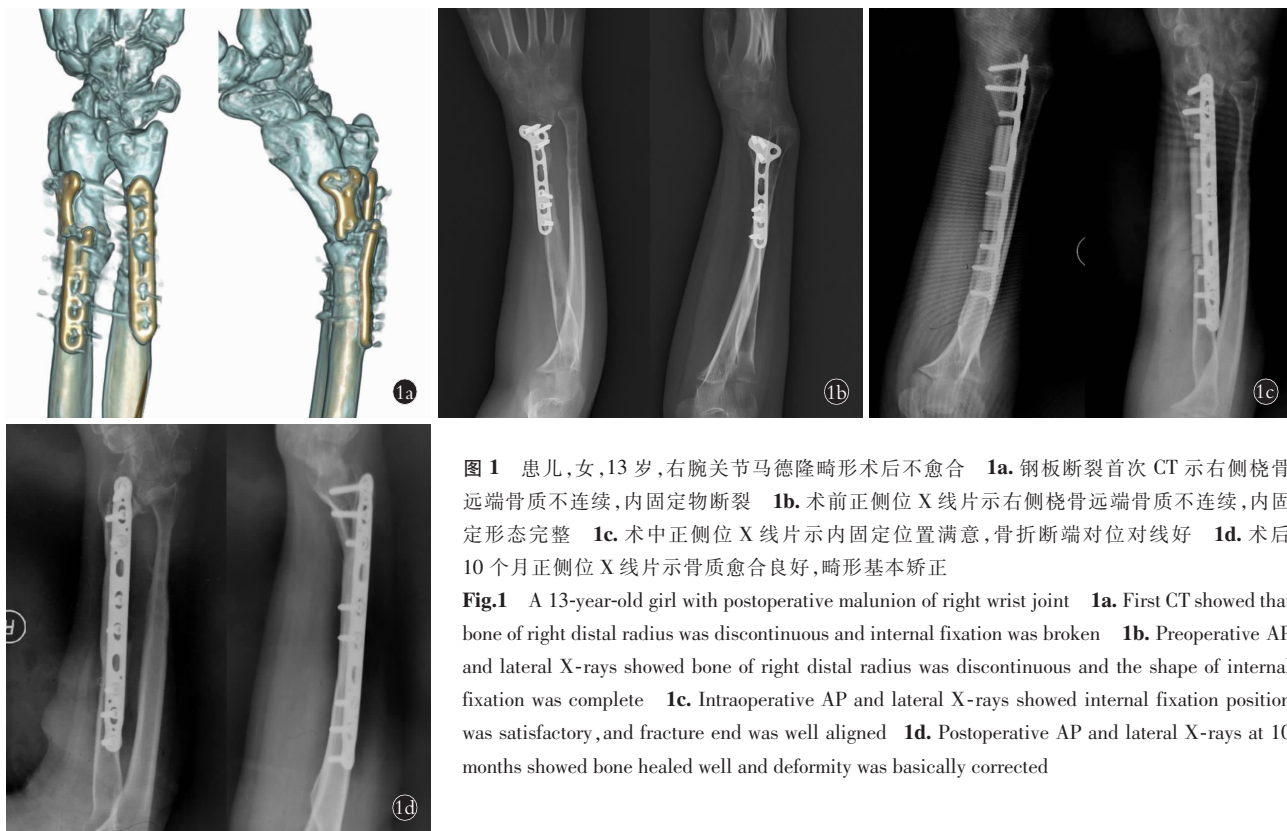 1a
1b
1c
1d
R
图 1 患儿,女,13 岁,右腕关节马德隆畸形术后不愈合 1a. 钢板断裂首次 CT 示右侧桡骨
远端骨质不连续,内固定物断裂 1b. 术前正侧位 X 线片示右侧桡骨远端骨质不连续,内固
定形态完整 1c. 术中正侧位 X 线片示内固定位置满意,骨折断端对位对线好 1d. 术后
10 个月正侧位 X 线片示骨质愈合良好,畸形基本矫正
Fig.1 A 13-year-old girl with postoperative malunion of right wrist joint 1a. First CT showed that
bone of right distal radius was discontinuous and internal fixation was broken 1b. Preoperative AP
and lateral X-rays showed bone of right distal radius was discontinuous and the shape of internal
fixation was complete 1c. Intraoperative AP and lateral X-rays showed internal fixation position
was satisfactory,and fracture end was well aligned 1d. Postoperative AP and lateral X-rays at 10
months showed bone healed well and deformity was basically corrected